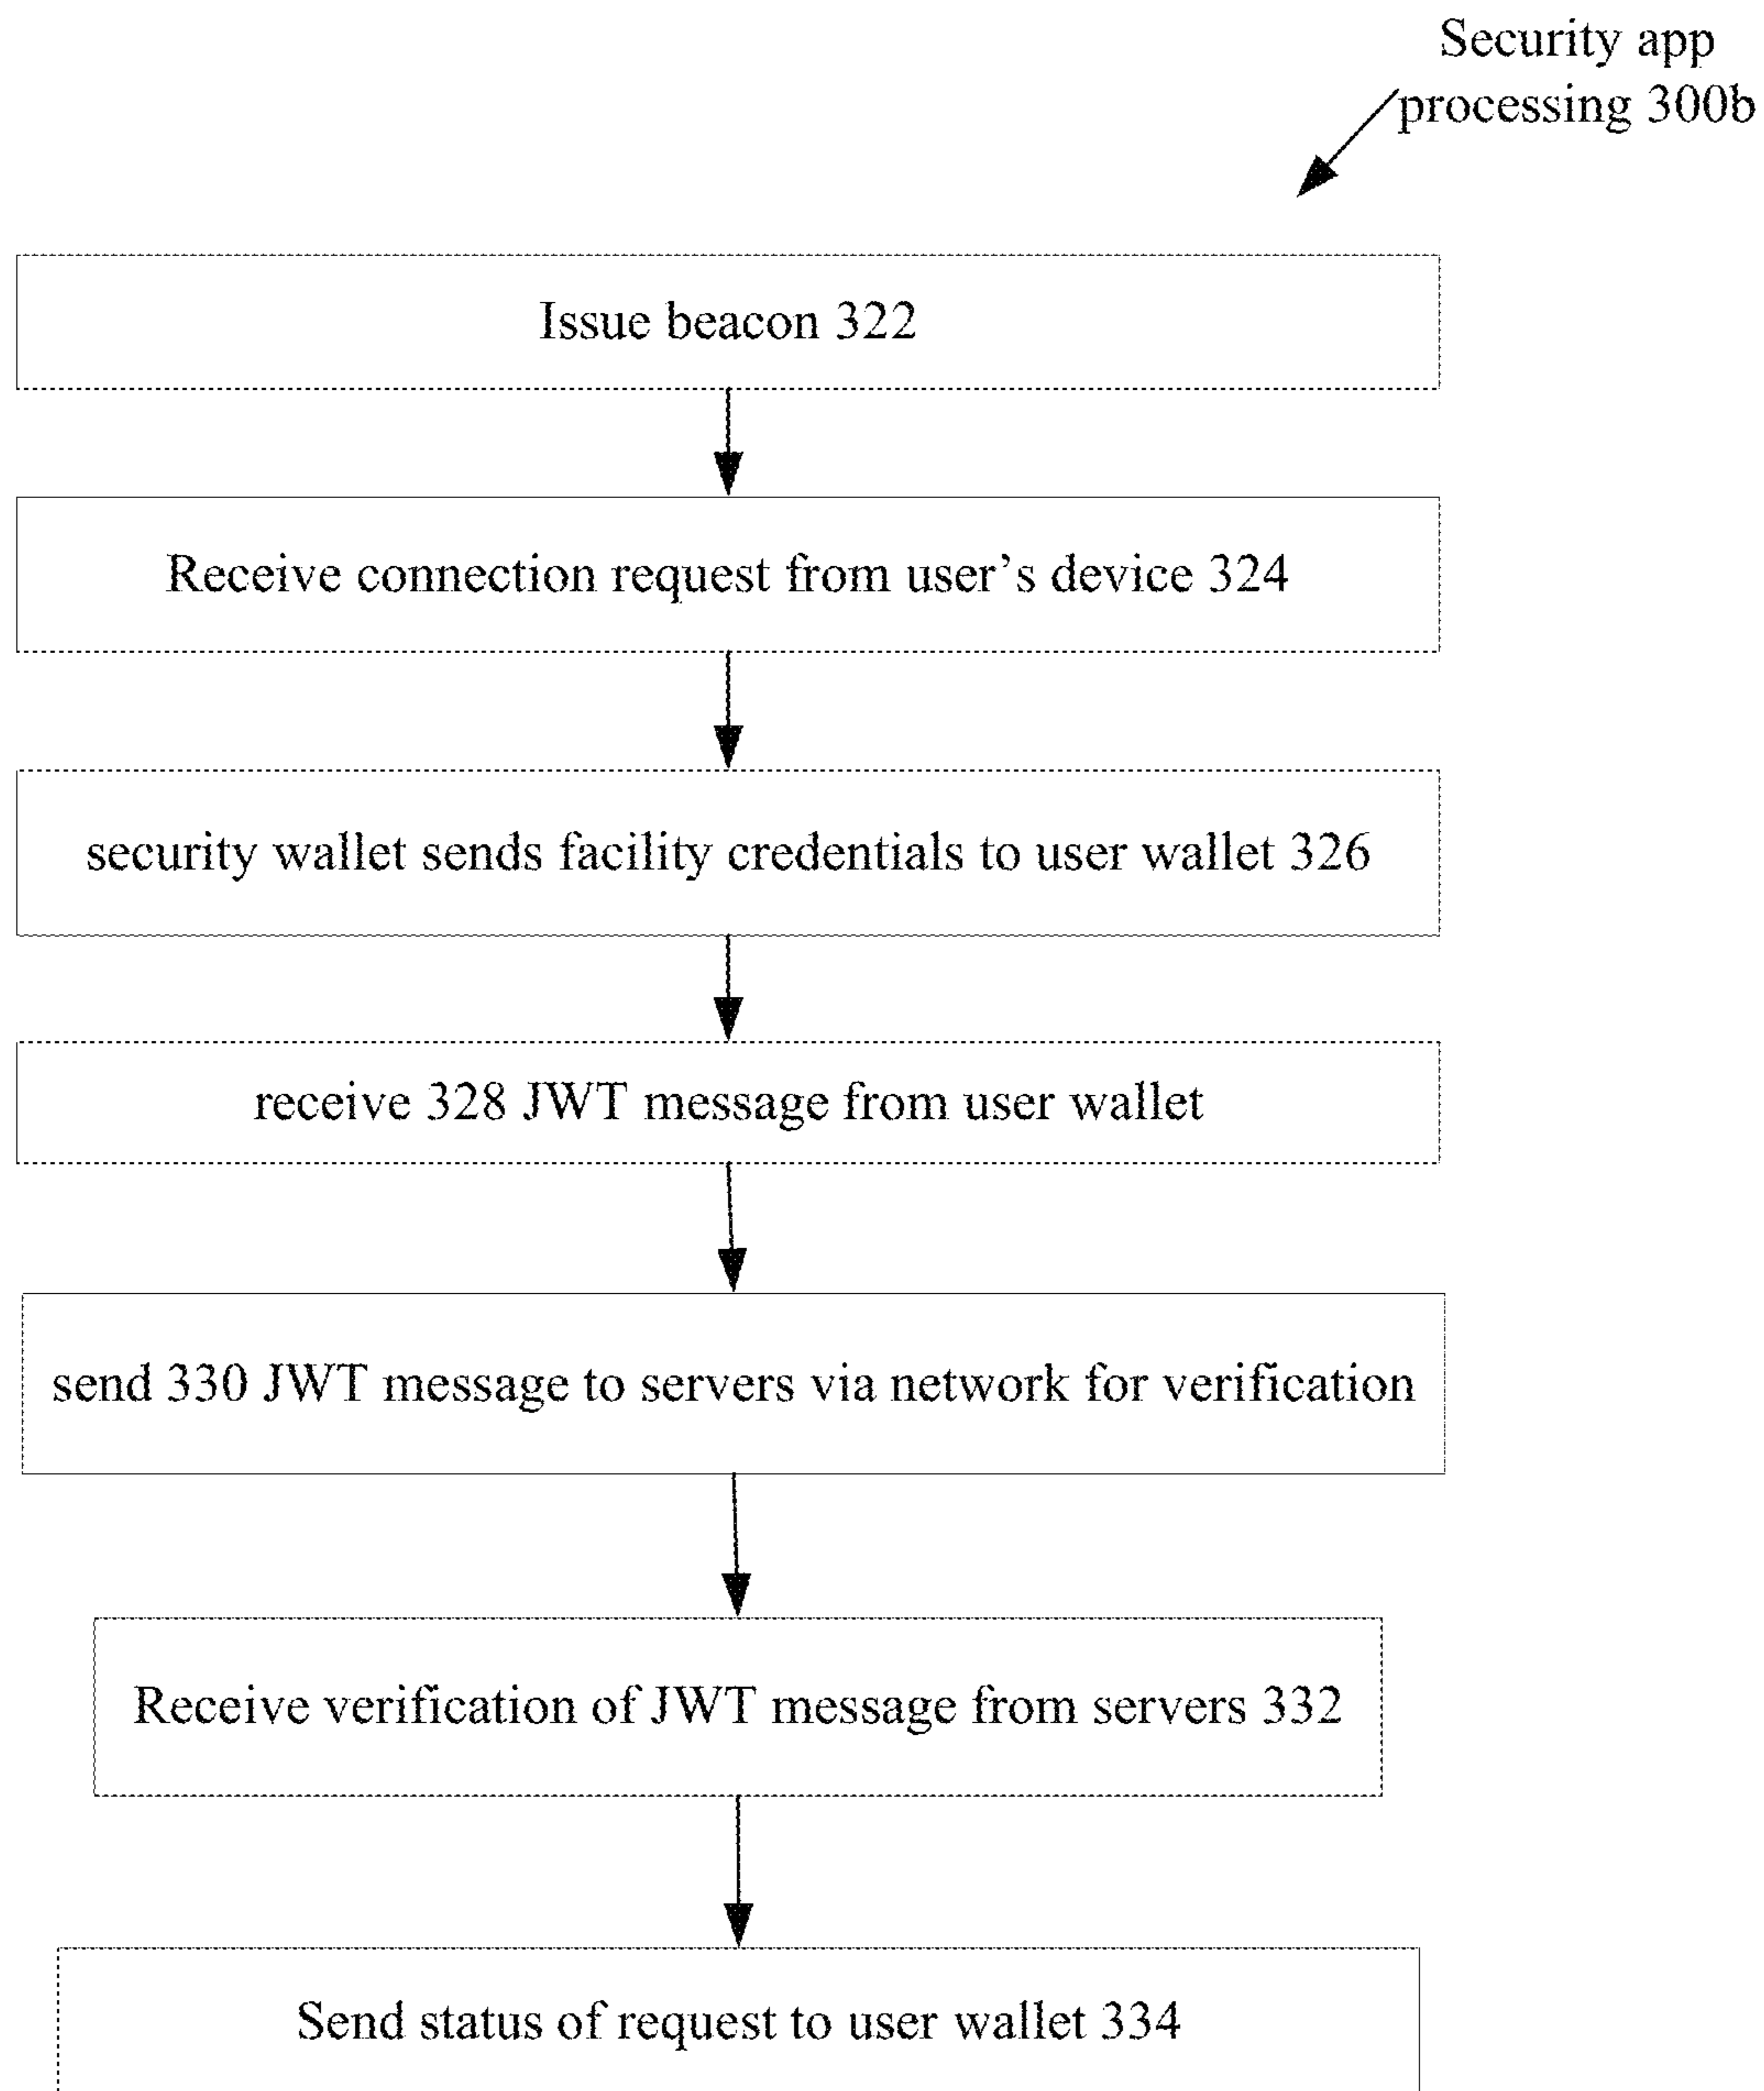 Security app
processing 300b
Issue beacon 322
Receive connection request from user’s device 324
security wallet sends facility credentials to user wallet 326
receive 328 JWT message from user wallet
send 330 JWT message to servers via network for verification
Receive verification of JWT message from servers 332
Send status of request to user wallet 334